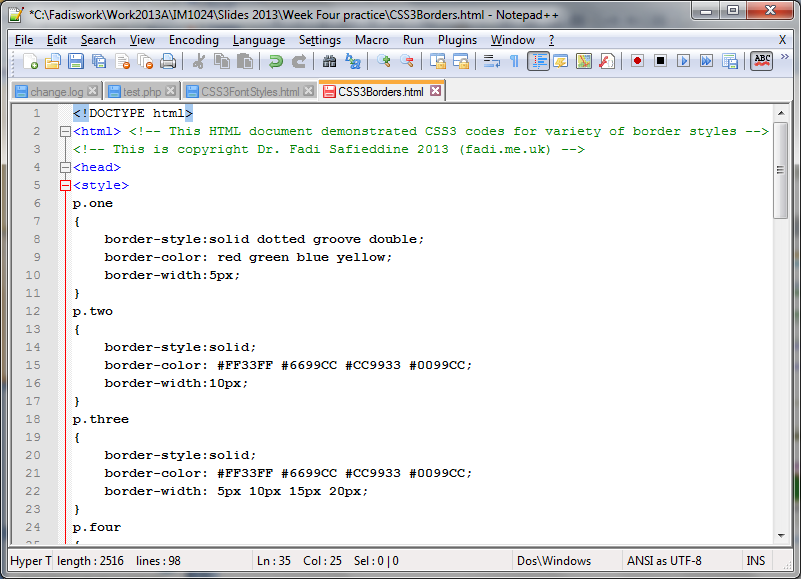 *C:\Fadiswork\Work2013A\IM1024\Slides 2013\Week Four practice\CSS3Borders.html - Notepad++
File Edit Search View Encoding Language Settings Macro Run Plugins Window ? X
ABC »
change.log test.php CSS3FontStyles.html CSS3Borders.html
1 <!DOCTYPE html>
2 <html> <!-- This HTML document demonstrated CSS3 codes for variety of border styles -->
3 <!-- This is copyright Dr. Fadi Safieddine 2013 (fadi.me.uk) -->
4 <head>
5 <style>
6 p.one
7 {
8 border-style:solid dotted groove double;
9 border-color: red green blue yellow;
10 border-width:5px;
11 }
12 p.two
13 {
14 border-style:solid;
15 border-color: #FF33FF #6699CC #CC9933 #0099CC;
16 border-width:10px;
17 }
18 p.three
19 {
20 border-style:solid;
21 border-color: #FF33FF #6699CC #CC9933 #0099CC;
22 border-width: 5px 10px 15px 20px;
23 }
24 p.four
25 {
Hyper T length : 2516 lines : 98 Ln : 35 Col : 25 Sel : 0 | 0 Dos\Windows ANSI as UTF-8 INS